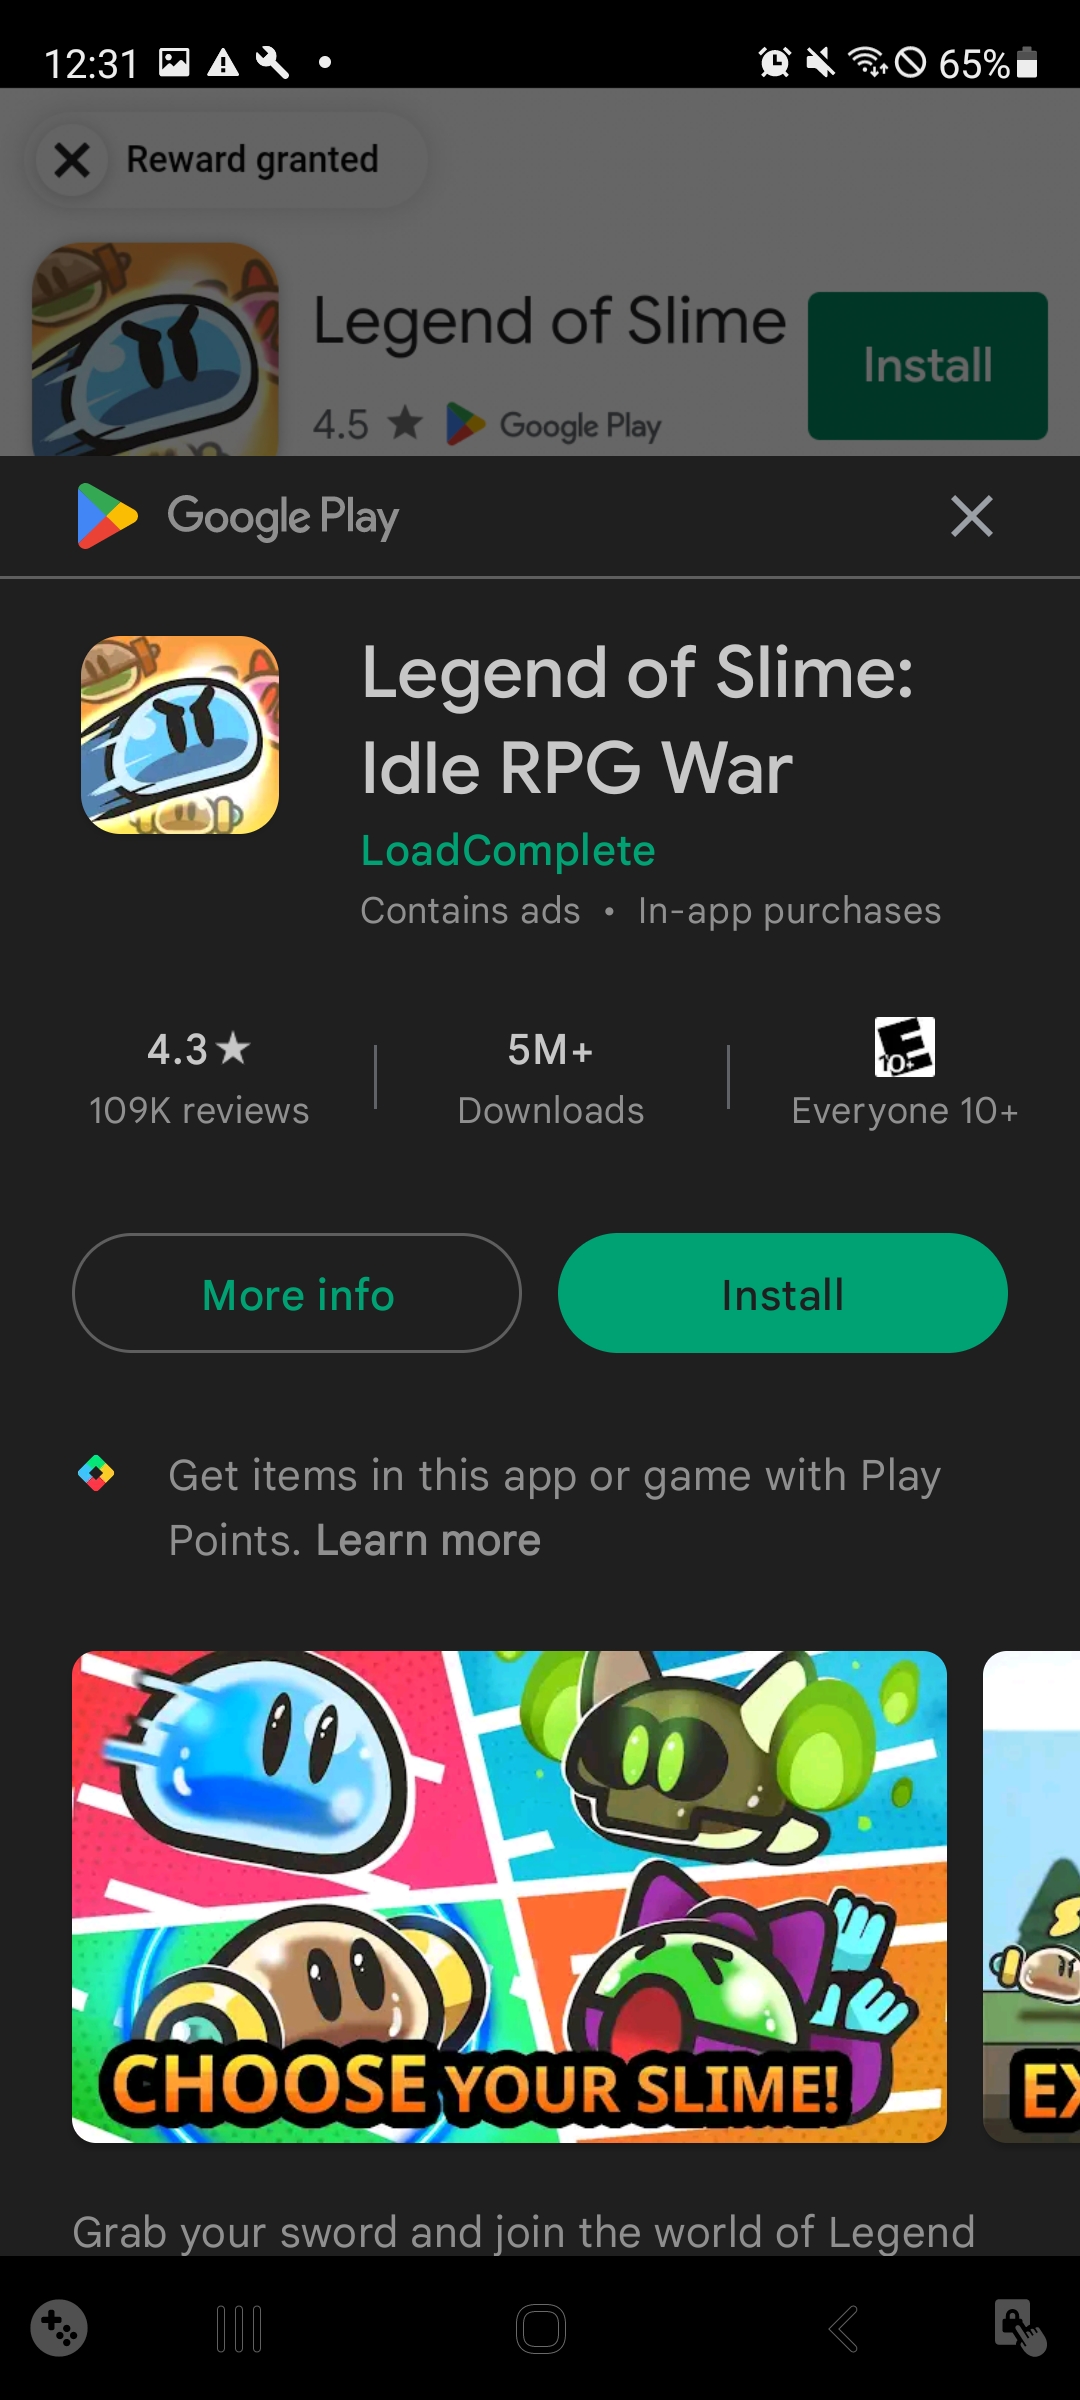 12:31
65%
Reward granted
Legend of Slime
Install
4.5 ★ Google Play
Google Play
Legend of Slime:
Idle RPG War
LoadComplete
Contains ads • In-app purchases
4.3★
109K reviews
5M+
Downloads
E
10+
Everyone 10+
More info
Install
Get items in this app or game with Play
Points. Learn more
CHOOSE YOUR SLIME!
EX
Grab your sword and join the world of Legend